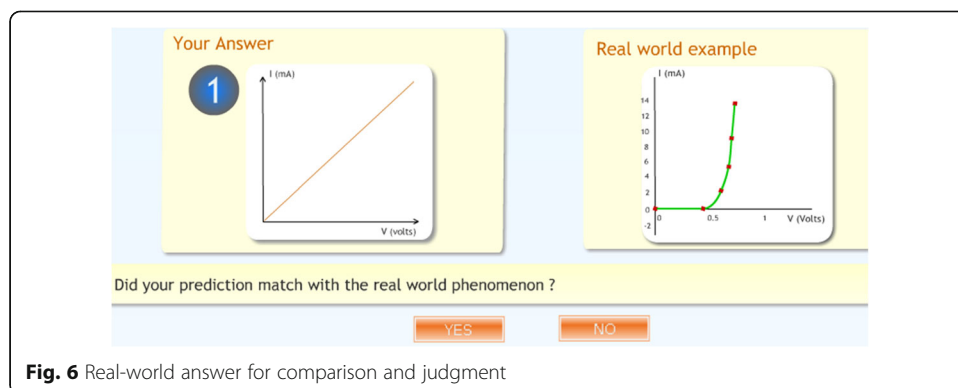 Your Answer
1
I (mA)
V (volts)
Real world example
I (mA)
14
12
10
8
6
4
2
0
-2
0
0.5
1
V (Volts)
Did your prediction match with the real world phenomenon ?
YES
NO
Fig. 6 Real-world answer for comparison and judgment